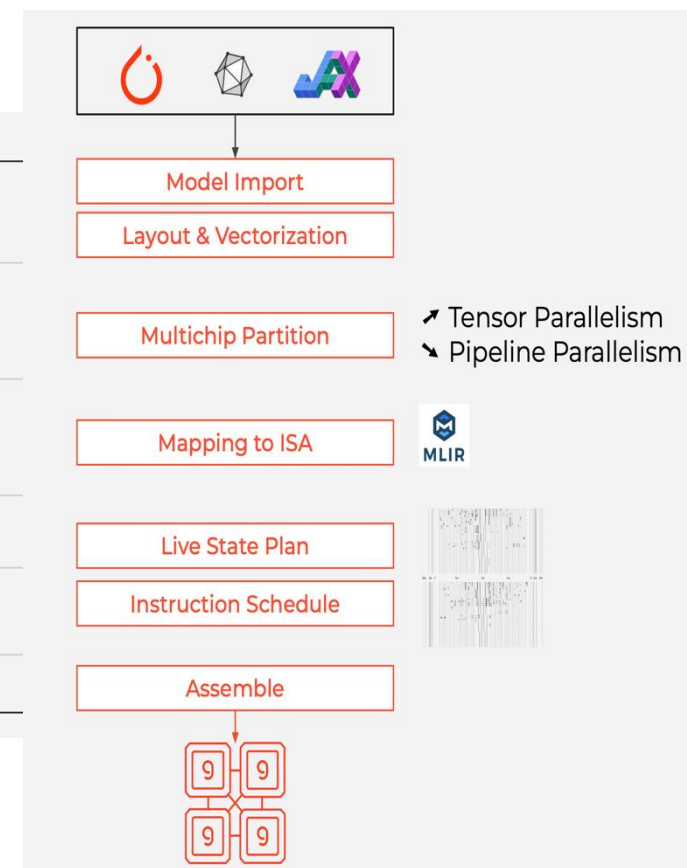 JAX
Model Import
Layout & Vectorization
Multichip Partition
➚ Tensor Parallelism
➘ Pipeline Parallelism
Mapping to ISA
MLIR
Live State Plan
Instruction Schedule
Assemble
9 9
9 9